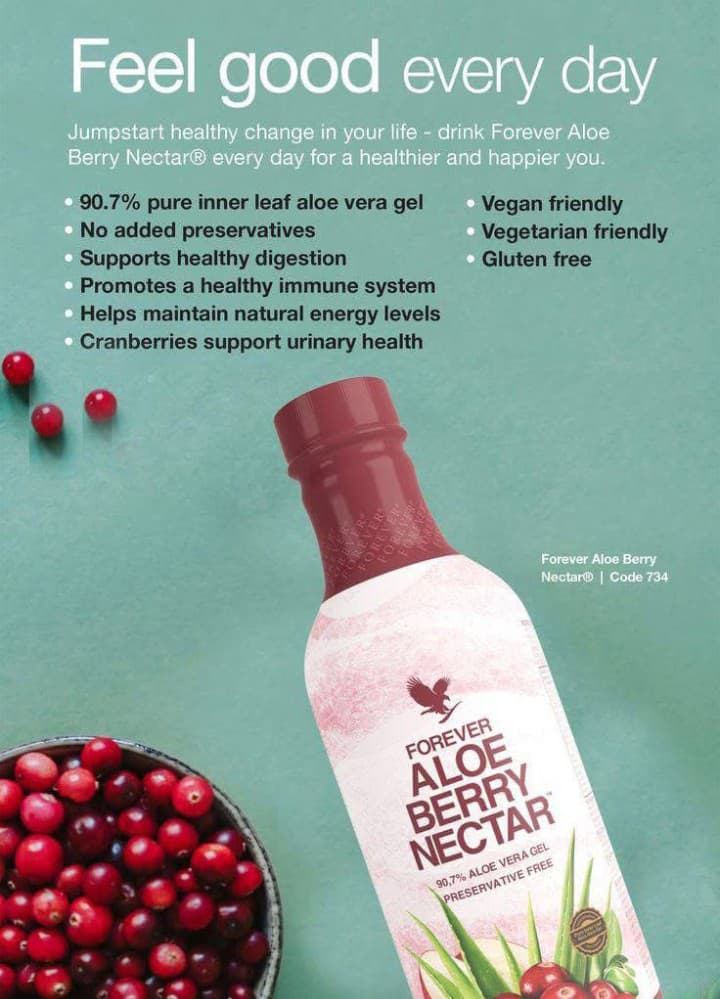 Feel good every day
Jumpstart healthy change in your life - drink Forever Aloe
Berry Nectar® every day for a healthier and happier you.
• 90.7% pure inner leaf aloe vera gel
• No added preservatives
• Supports healthy digestion
• Promotes a healthy immune system
• Helps maintain natural energy levels
• Cranberries support urinary health
• Vegan friendly
• Vegetarian friendly
• Gluten free
Forever Aloe Berry
Nectar® | Code 734
FOREVER
ALOE
BERRY
NECTAR™
90,7% ALOE VERA GEL
PRESERVATIVE FREE